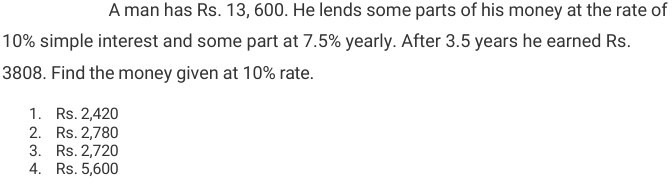 A man has Rs. 13, 600. He lends some parts of his money at the rate of
10% simple interest and some part at 7.5% yearly. After 3.5 years he earned Rs.
3808. Find the money given at 10% rate.
1. Rs. 2,420
2. Rs. 2,780
3. Rs. 2,720
4. Rs. 5,600